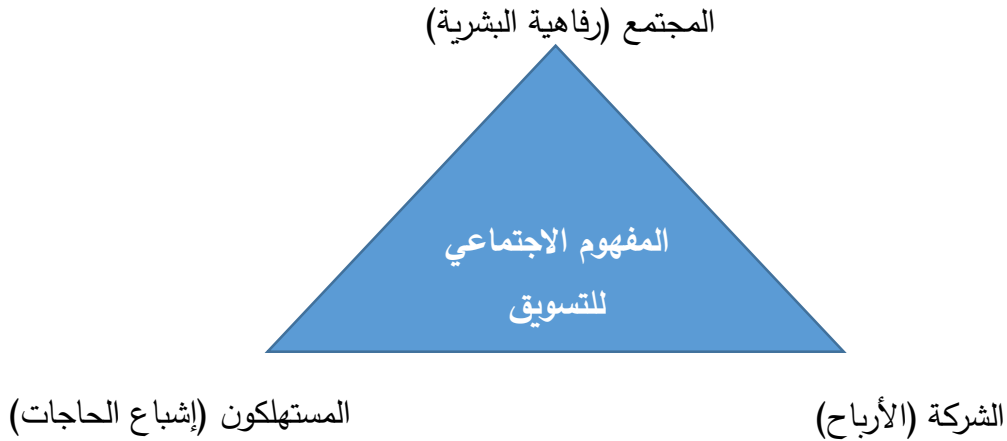 المجتمع (رفاهية البشرية)
المفهوم الاجتماعي
للتسويق
الشركة (الأرباح)
المستهلكون (إشباع الحاجات)